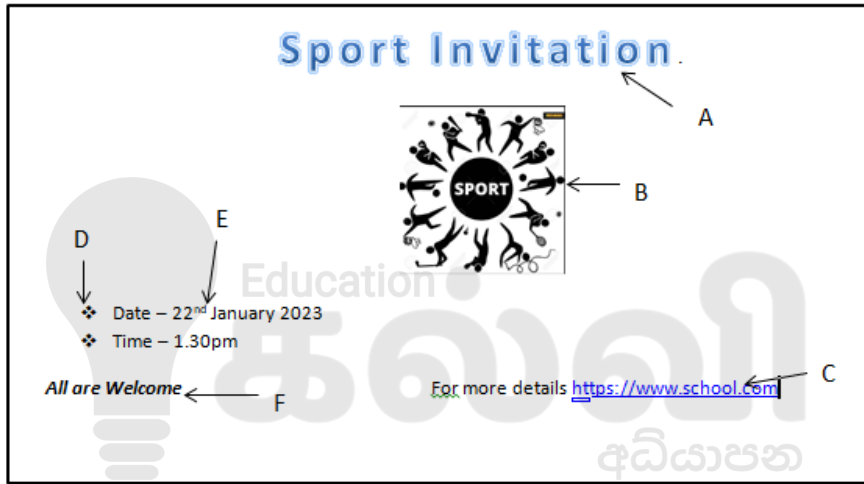 Sport Invitation .
A
SPORT
B
E
D
Education
Date – 22nd January 2023
Time – 1.30pm
கல்வி
All are Welcome
For more details https://www.school.com
C
F
අධ්‍යාපන